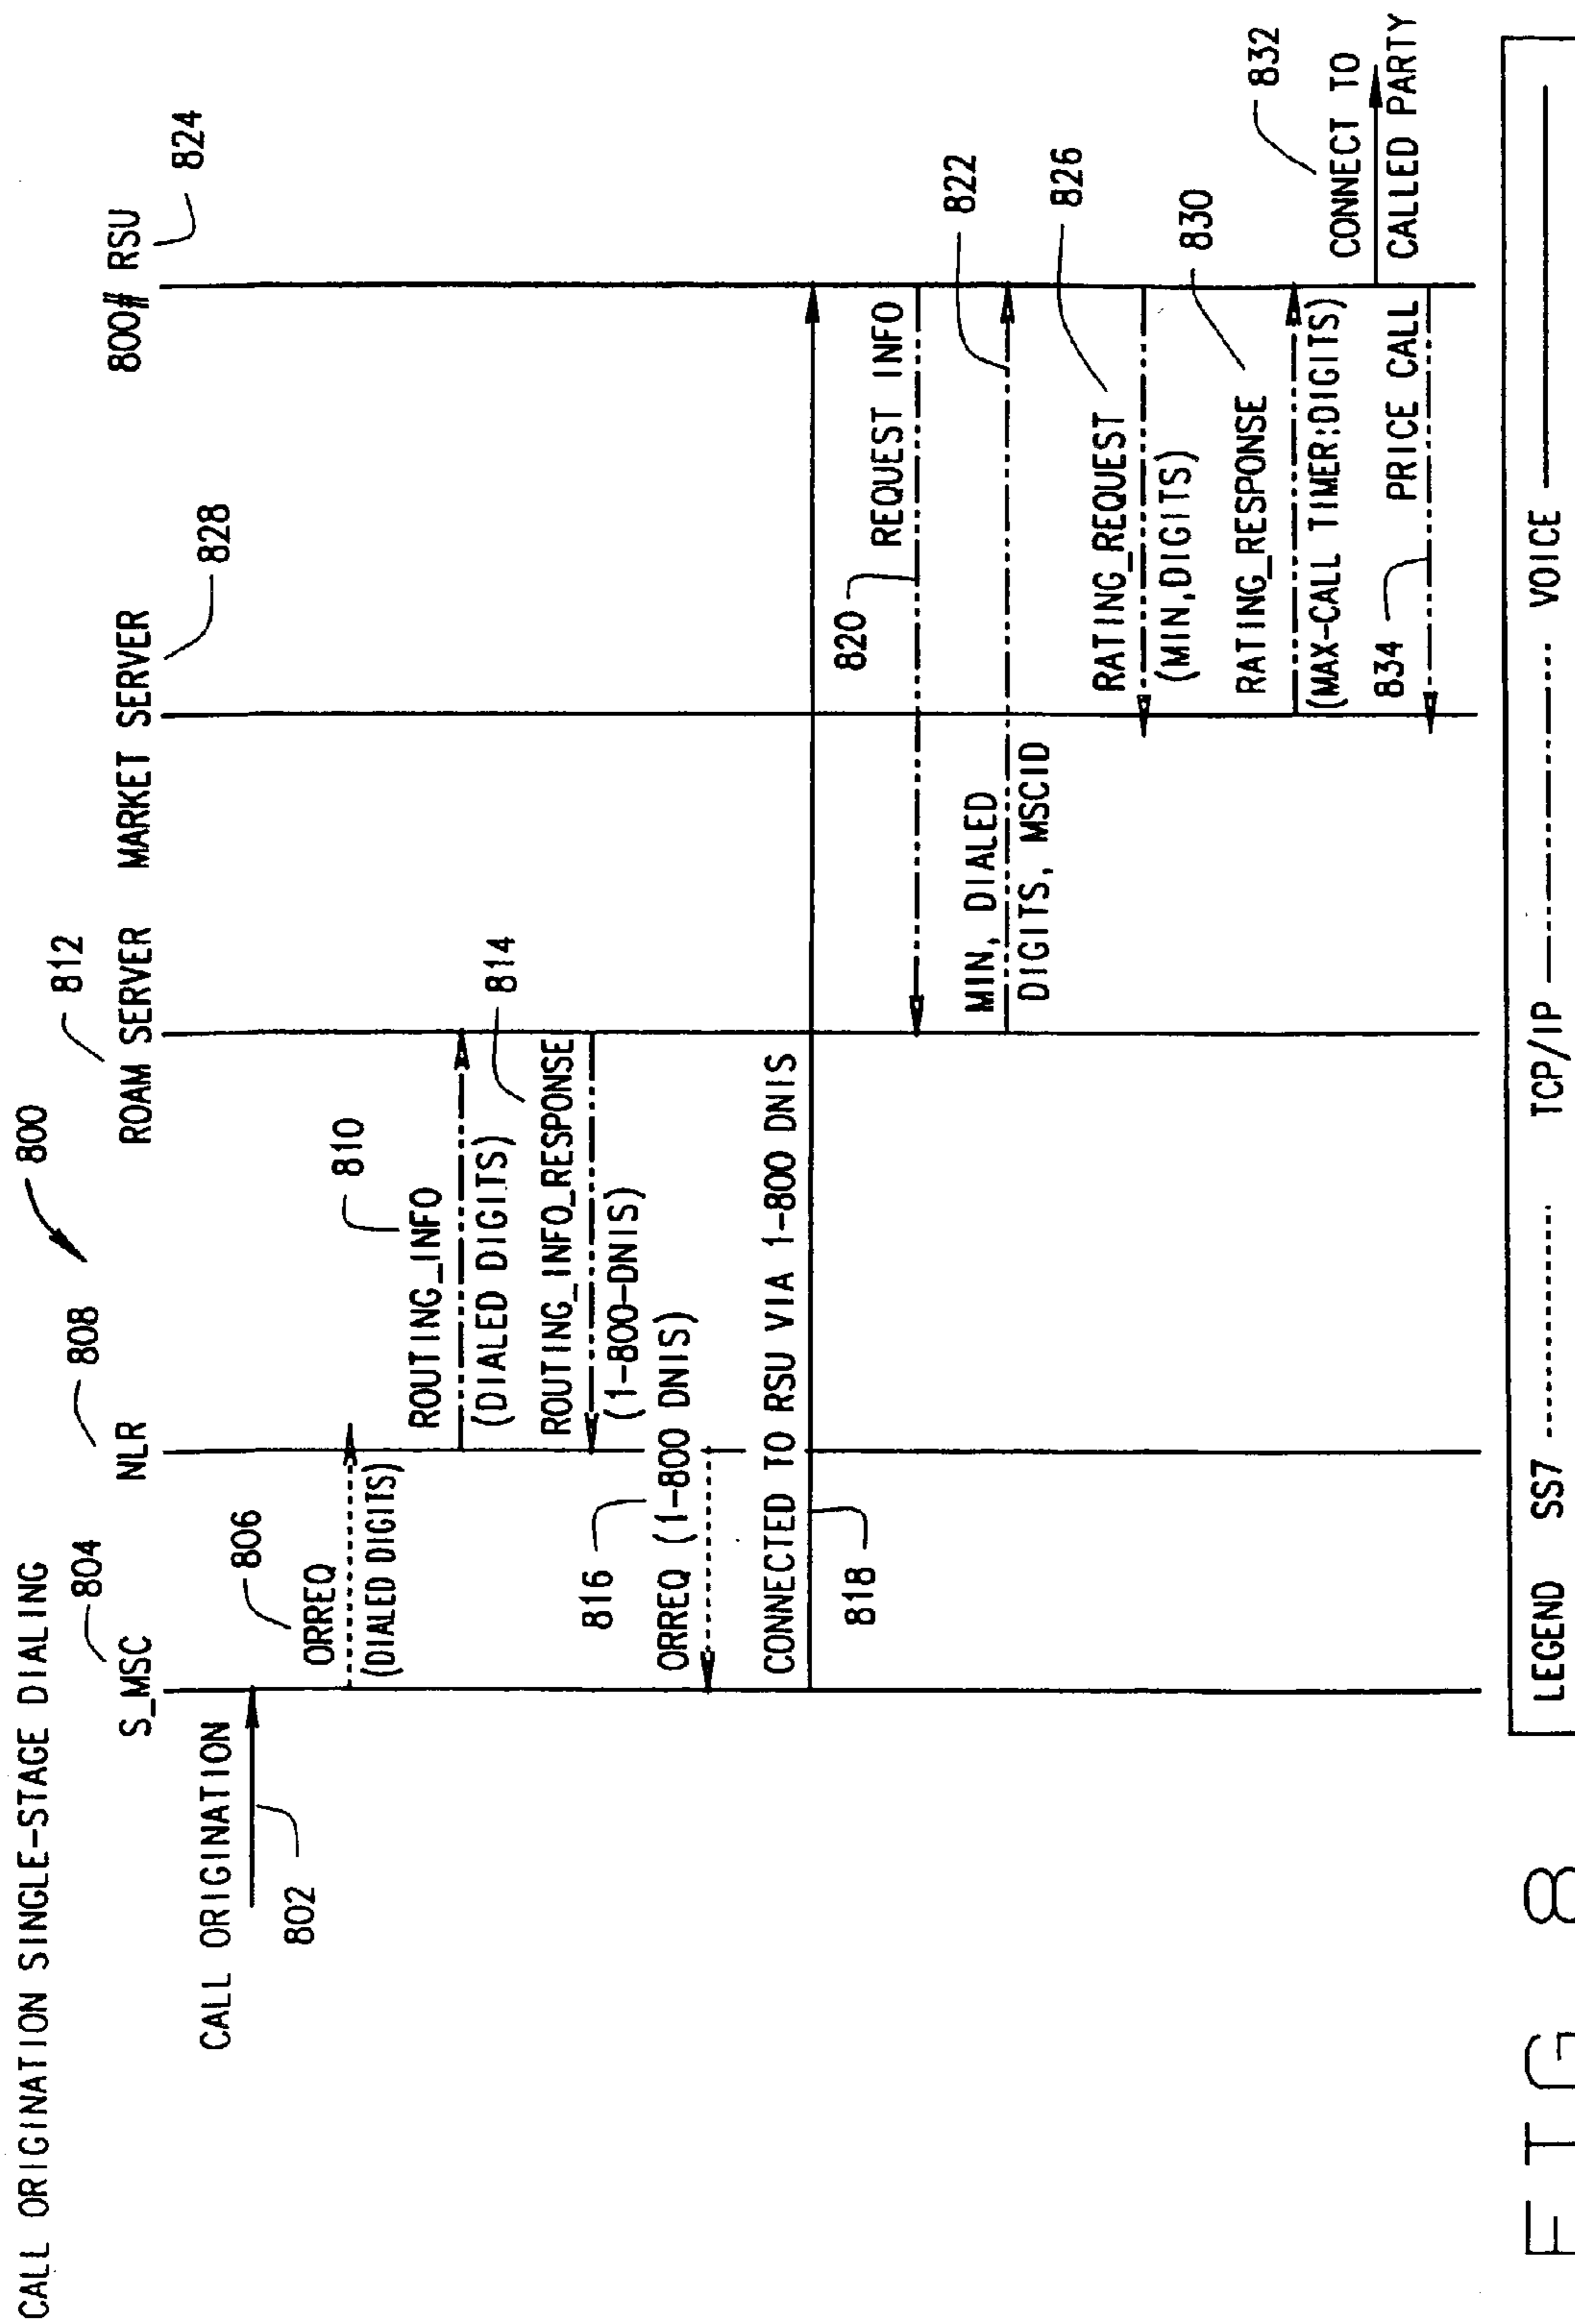 CALL ORIGINATION SINGLE-STAGE DIALING
800
804
808
812
828
824
S_MSC
NLR
ROAM SERVER
MARKET SERVER
800# RSU
CALL ORIGINATION
802
806
ORREQ
(DIALED DIGITS)
810
ROUTING_INFO
(DIALED DIGITS)
814
ROUTING_INFO_RESPONSE
(1-800-DNIS)
816
ORREQ (1-800 DNIS)
CONNECTED TO RSU VIA 1-800 DNIS
818
820
REQUEST INFO
822
MIN, DIALED
DIGITS, MSCID
826
RATING_REQUEST
(MIN,DIGITS)
830
RATING_RESPONSE
(MAX-CALL TIMER:DIGITS)
832
CONNECT TO
CALLED PARTY
834
PRICE CALL
LEGEND SS7 TCP/IP VOICE
FIG 8